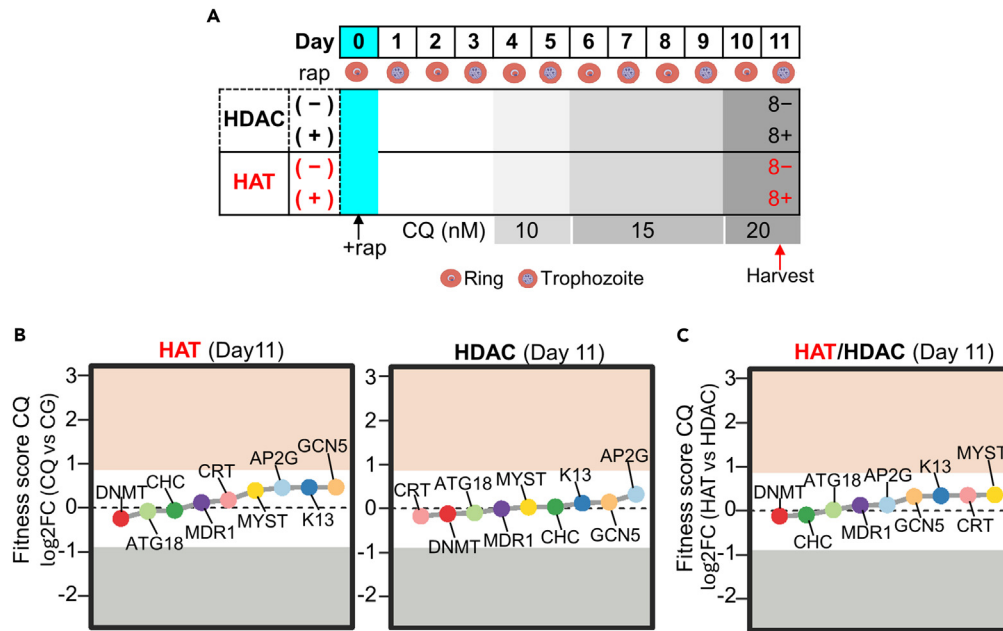 A
Day 0 1 2 3 4 5 6 7 8 9 10 11
rap
HDAC (−) 8−
(+) 8+
HAT (−) 8−
(+) 8+
+rap CQ (nM) 10 15 20
Ring Trophozoite Harvest
B
HAT (Day11)
Fitness score CQ
log2FC (CQ vs CG)
3
2
1
0
-1
-2
DNMT
ATG18
CHC
MDR1
CRT
MYST
AP2G
K13
GCN5
HDAC (Day 11)
3
2
1
0
-1
-2
CRT
DNMT
ATG18
MDR1
MYST
CHC
K13
GCN5
AP2G
C
HAT/HDAC (Day 11)
Fitness score CQ
log2FC (HAT vs HDAC)
3
2
1
0
-1
-2
DNMT
CHC
ATG18
MDR1
AP2G
GCN5
K13
CRT
MYST